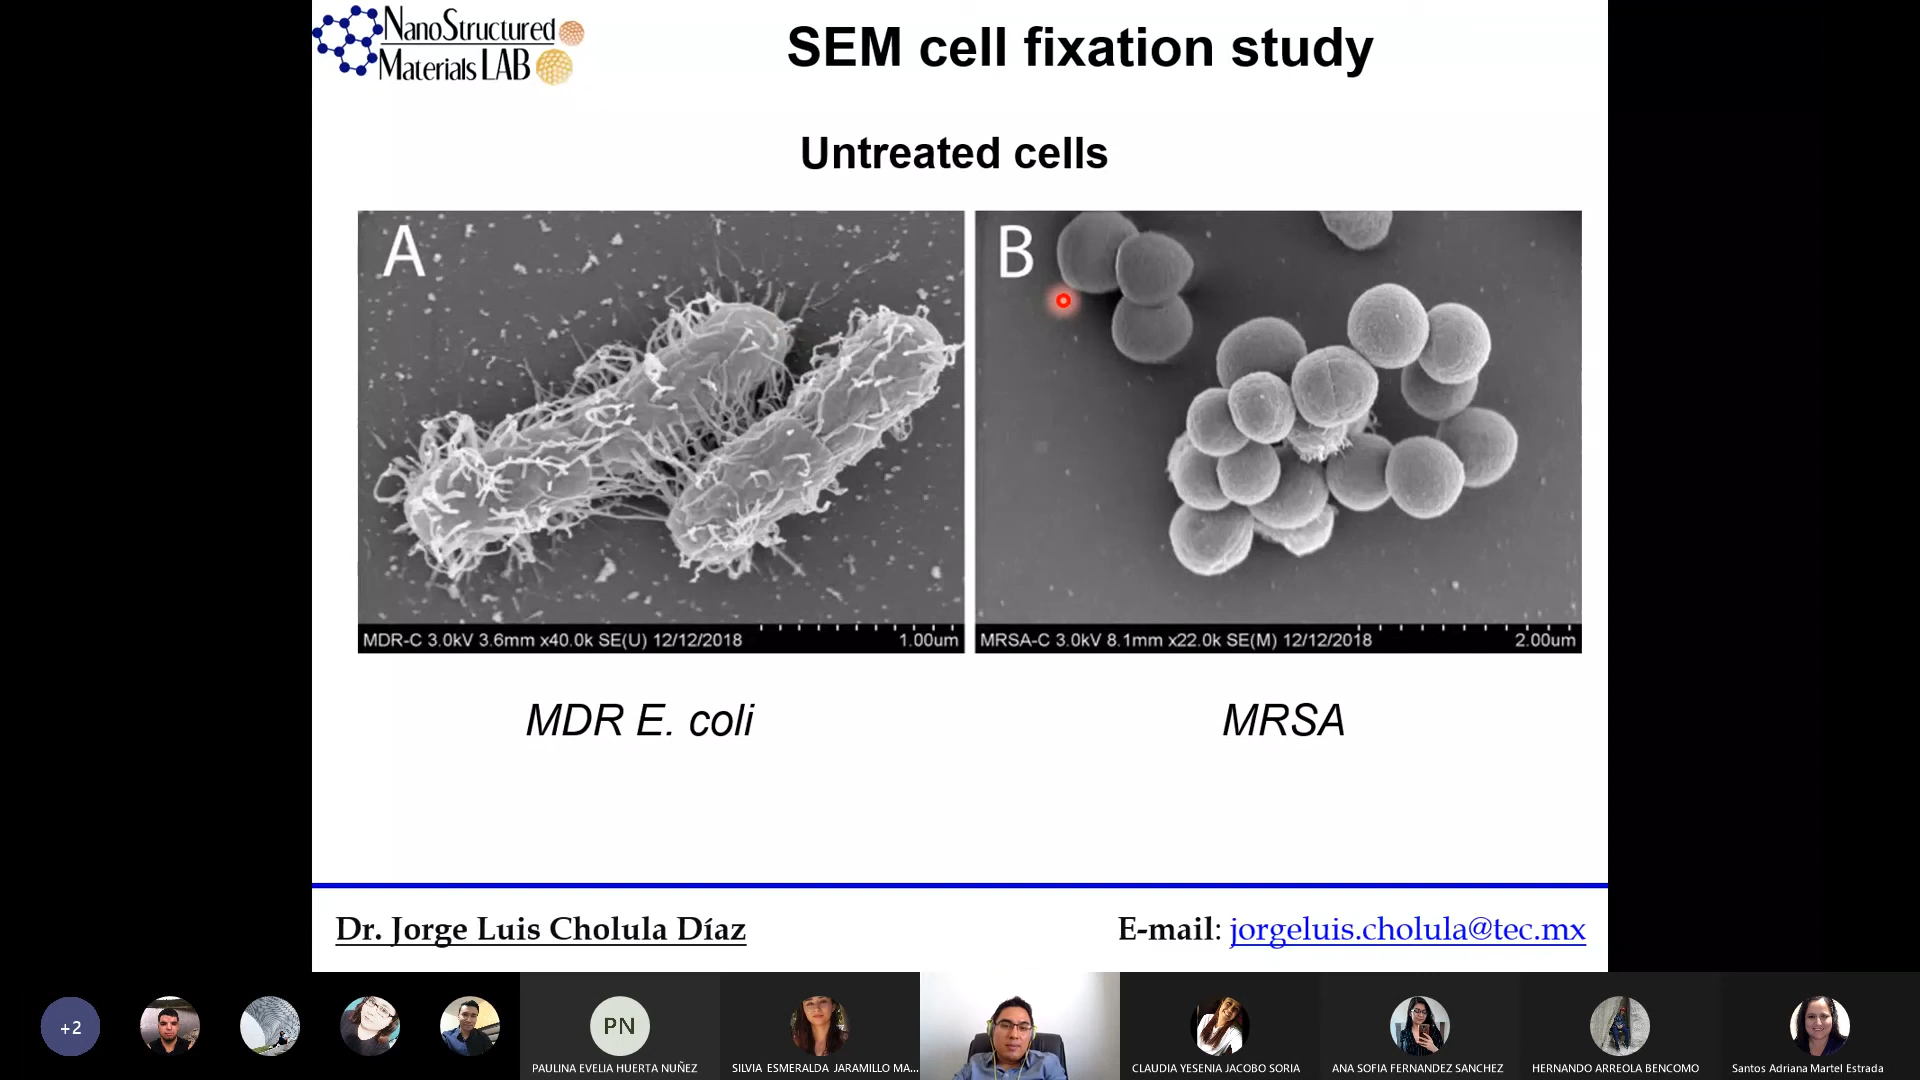 NanoStructured
Materials LAB
SEM cell fixation study
Untreated cells
A
B
MDR-C 3.0kV 3.6mm x40.0k SE(U) 12/12/2018 1.00um
MRSA-C 3.0kV 8.1mm x22.0k SE(M) 12/12/2018 2.00um
MDR E. coli
MRSA
Dr. Jorge Luis Cholula Díaz
E-mail: jorgeluis.cholula@tec.mx
+2
PN
PAULINA EVELIA HUERTA NUÑEZ
SILVIA ESMERALDA JARAMILLO MA...
CLAUDIA YESENIA JACOBO SORIA
ANA SOFIA FERNANDEZ SANCHEZ
HERNANDO ARREOLA BENCOMO
Santos Adriana Martel Estrada